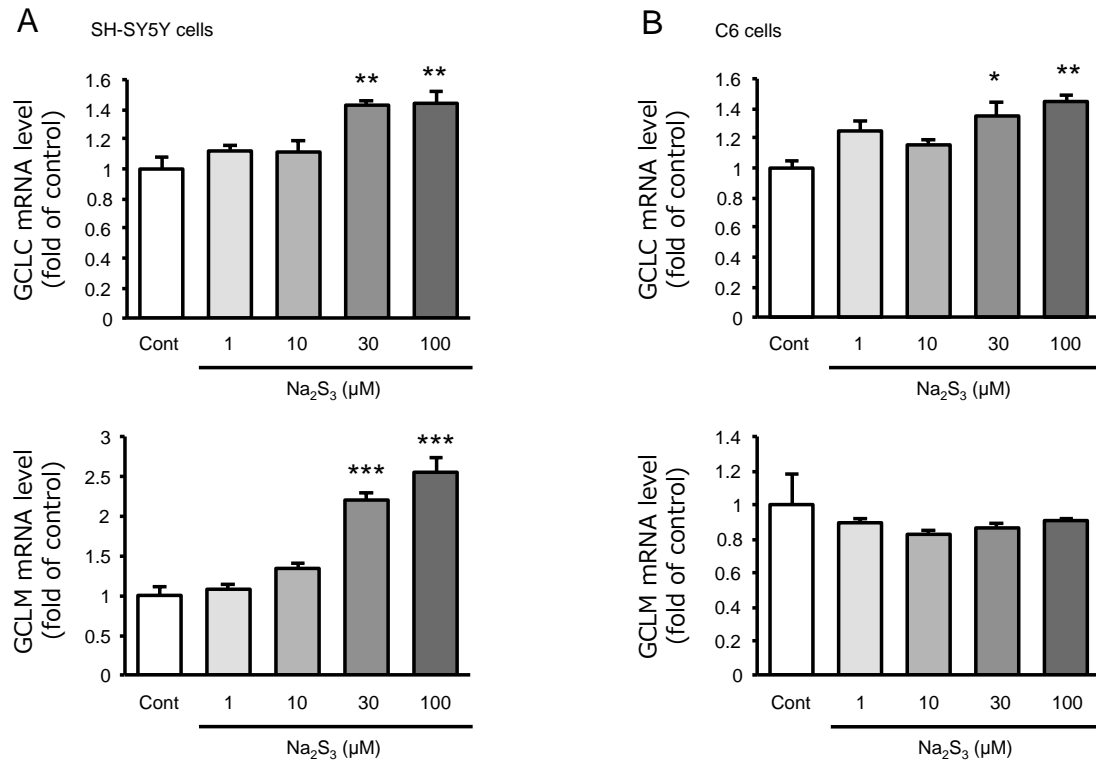 A
SH-SY5Y cells
GCLC mRNA level
(fold of control)
1.6
1.4
1.2
1
0.8
0.6
0.4
0.2
0
** **
Cont 1 10 30 100
Na₂S₃ (µM)
GCLM mRNA level
(fold of control)
3
2.5
2
1.5
1
0.5
0
*** ***
Cont 1 10 30 100
Na₂S₃ (µM)
B
C6 cells
GCLC mRNA level
(fold of control)
1.6
1.4
1.2
1
0.8
0.6
0.4
0.2
0
* **
Cont 1 10 30 100
Na₂S₃ (µM)
GCLM mRNA level
(fold of control)
1.4
1.2
1
0.8
0.6
0.4
0.2
0
Cont 1 10 30 100
Na₂S₃ (µM)